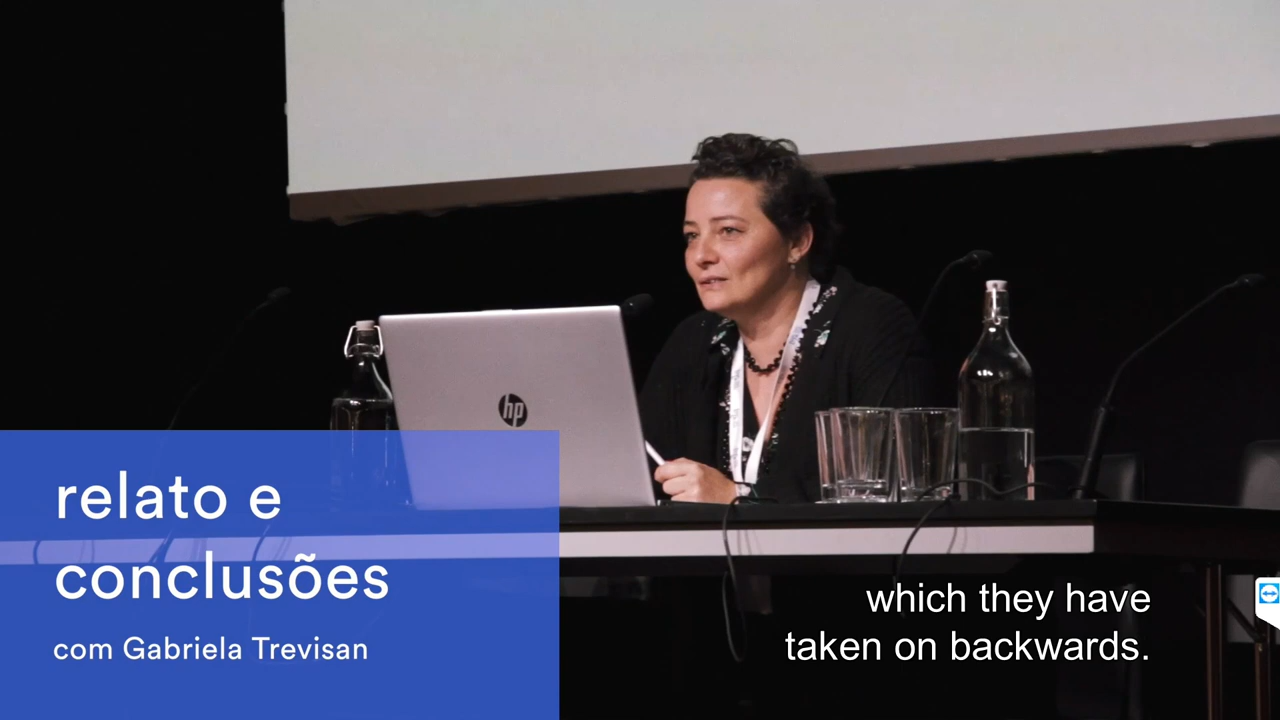 hp
relato e
conclusões
com Gabriela Trevisan
which they have
taken on backwards.